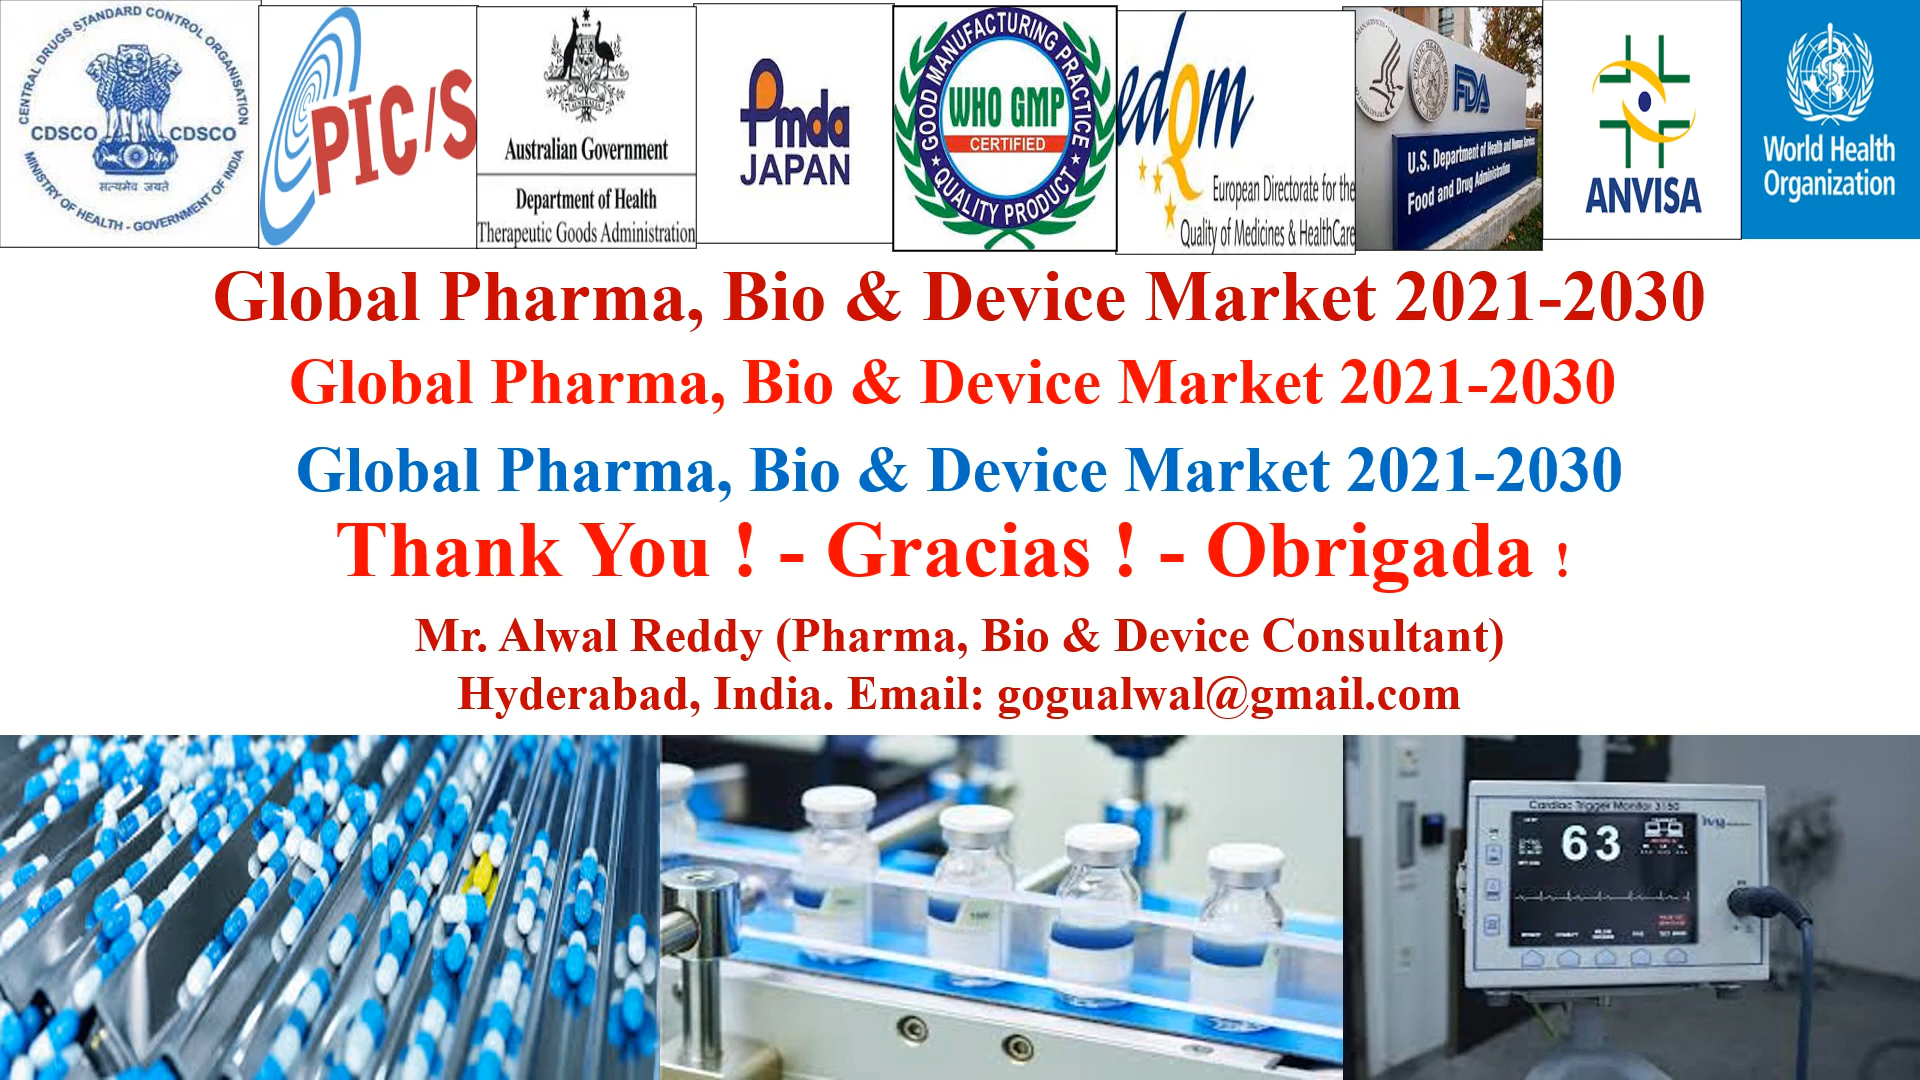 CENTRAL DRUGS STANDARD CONTROL ORGANISATION
CDSCO CDSCO
सत्यमेव जयते
MINISTRY OF HEALTH - GOVERNMENT OF INDIA
PIC/S
Australian Government
Department of Health
Therapeutic Goods Administration
Pmda
JAPAN
GOOD MANUFACTURING PRACTICE
WHO GMP
CERTIFIED
QUALITY PRODUCT
edqm
European Directorate for the
Quality of Medicines & HealthCare
FDA
U.S. Department of Health and Human Services
Food and Drug Administration
ANVISA
World Health
Organization
Global Pharma, Bio & Device Market 2021-2030
Global Pharma, Bio & Device Market 2021-2030
Global Pharma, Bio & Device Market 2021-2030
Thank You ! - Gracias ! - Obrigada !
Mr. Alwal Reddy (Pharma, Bio & Device Consultant)
Hyderabad, India. Email: gogualwal@gmail.com
Cardiac Trigger Monitor 3150
63
ivy